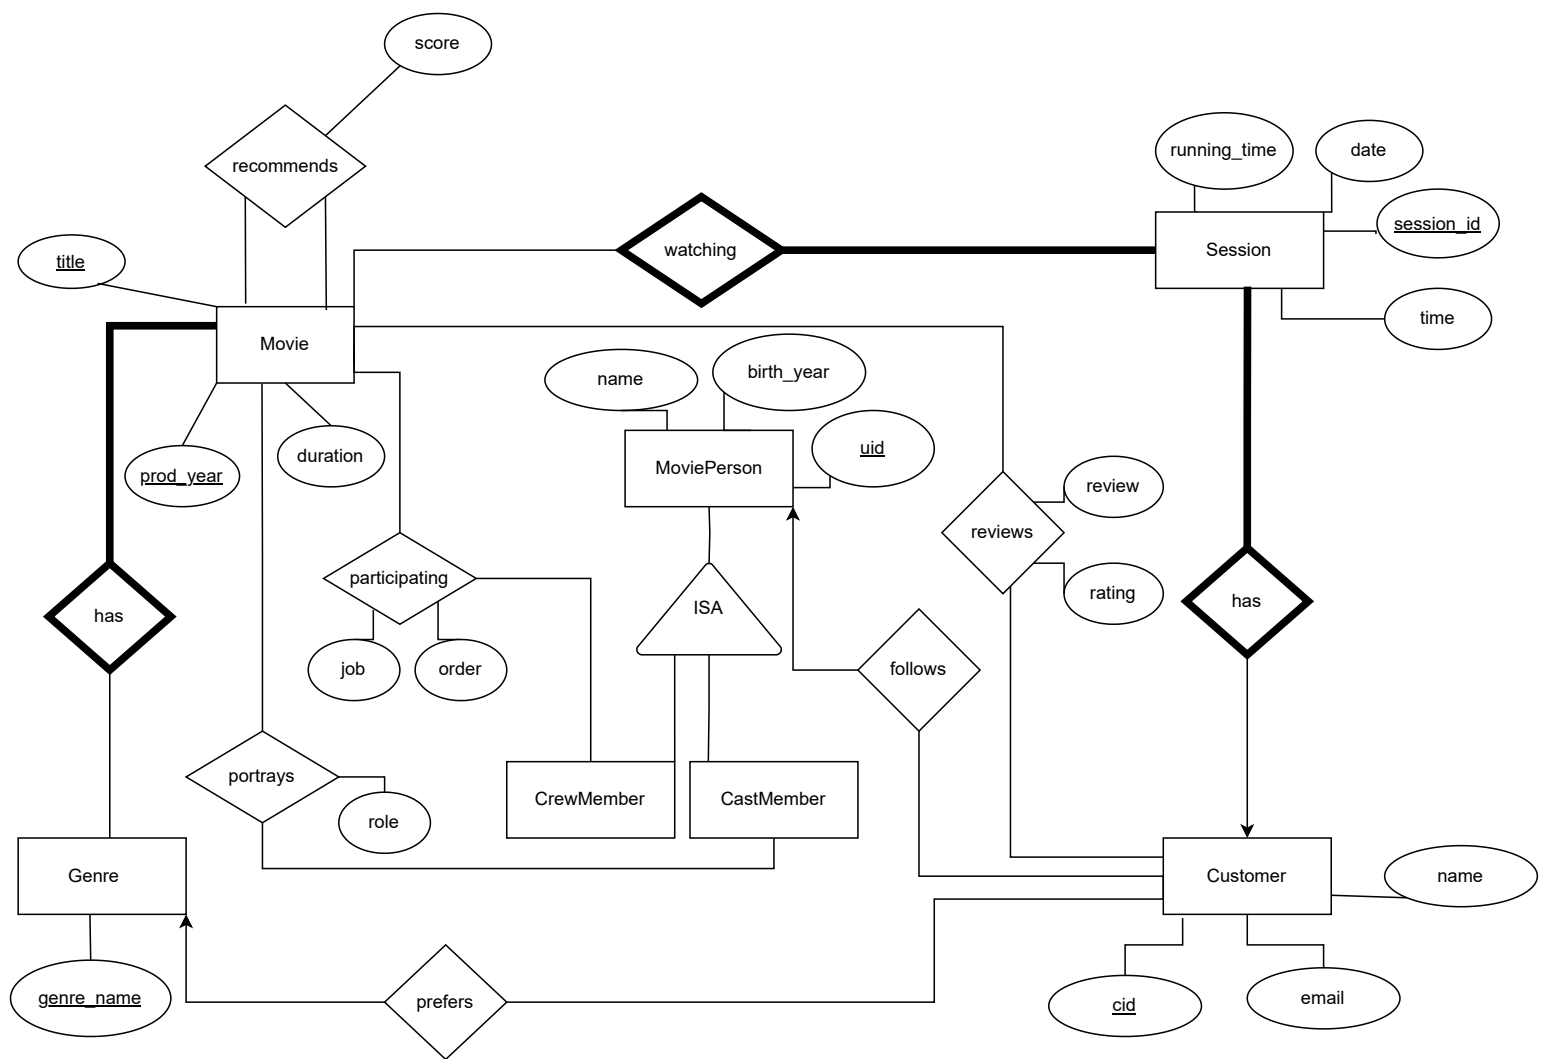 score
recommends
running_time
date
session_id
watching
Session
title
time
Movie
name
birth_year
uid
MoviePerson
prod_year
duration
review
reviews
participating
rating
has
ISA
has
job
order
follows
portrays
CrewMember
CastMember
role
Genre
Customer
name
genre_name
prefers
cid
email